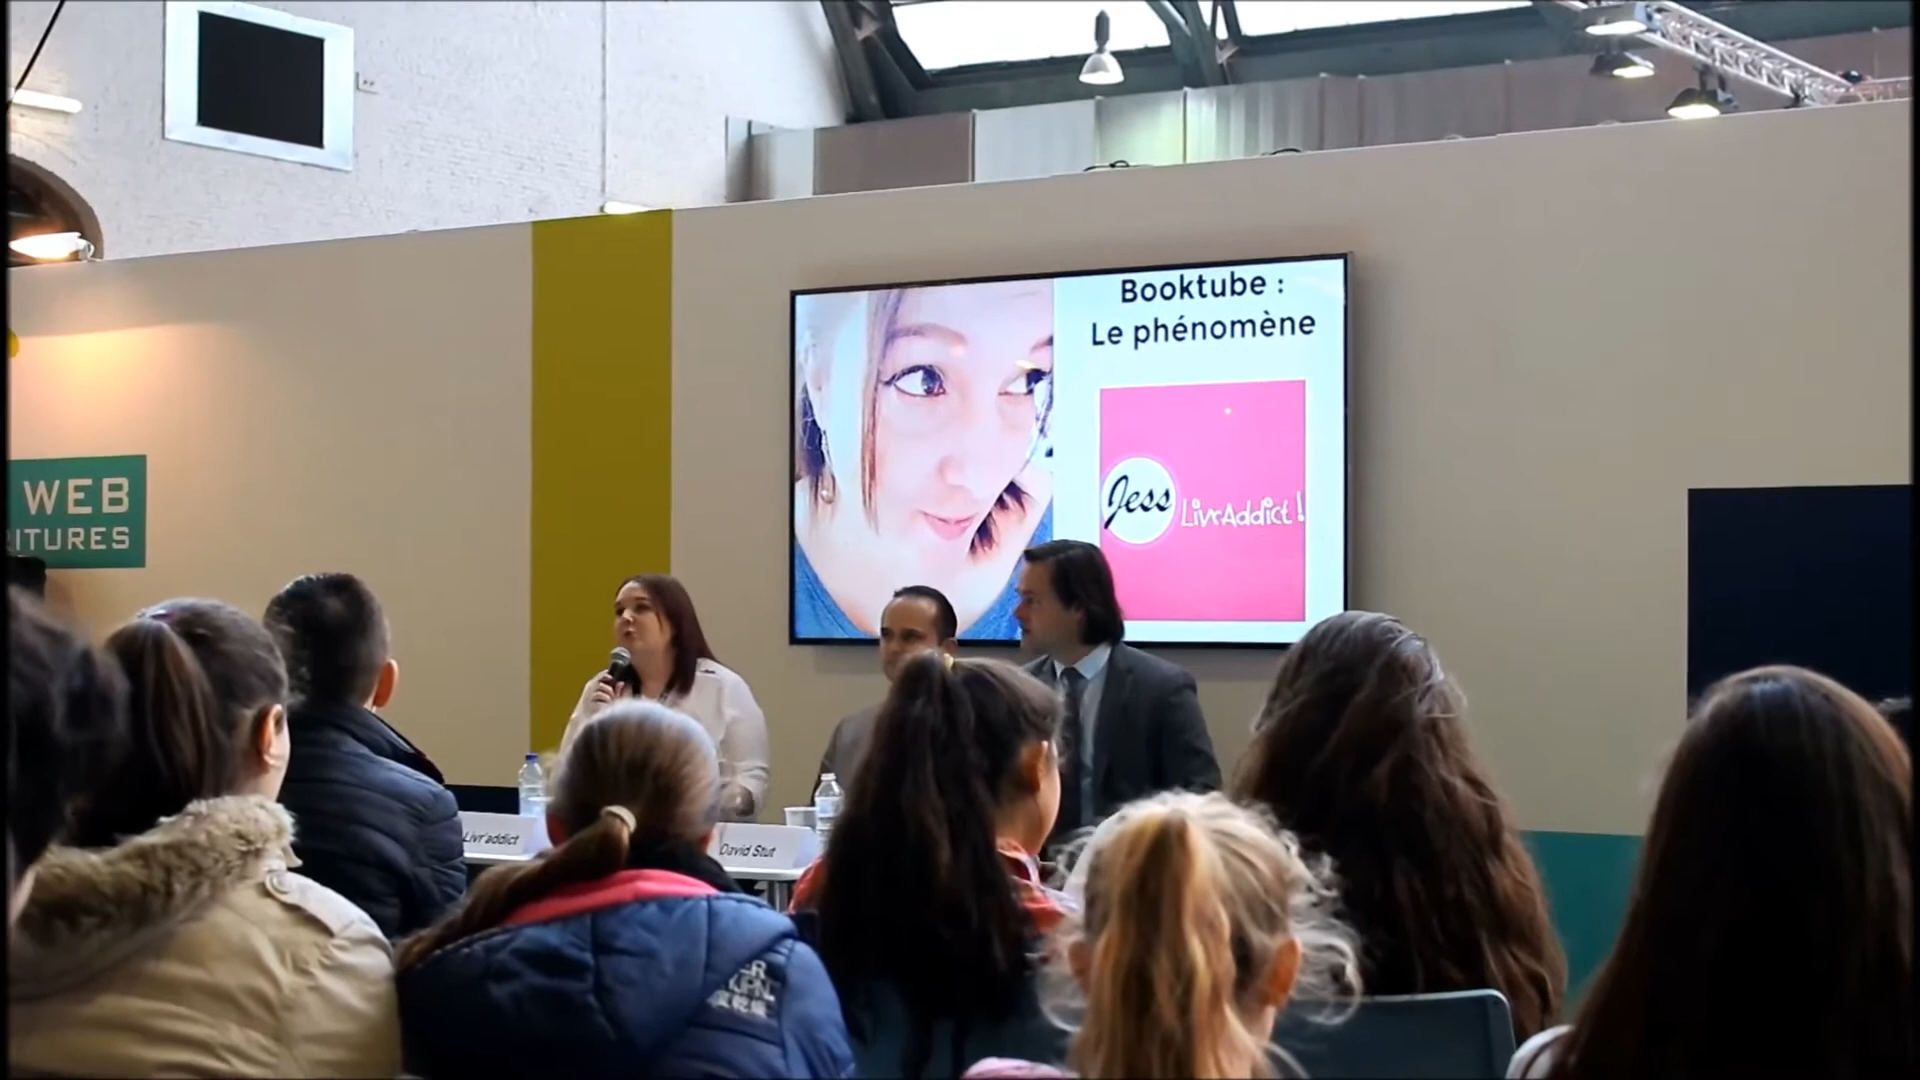 Booktube :
Le phénomène
Jess
LivrAddict !
WEB
ITURES
Livr'addict
David Stut